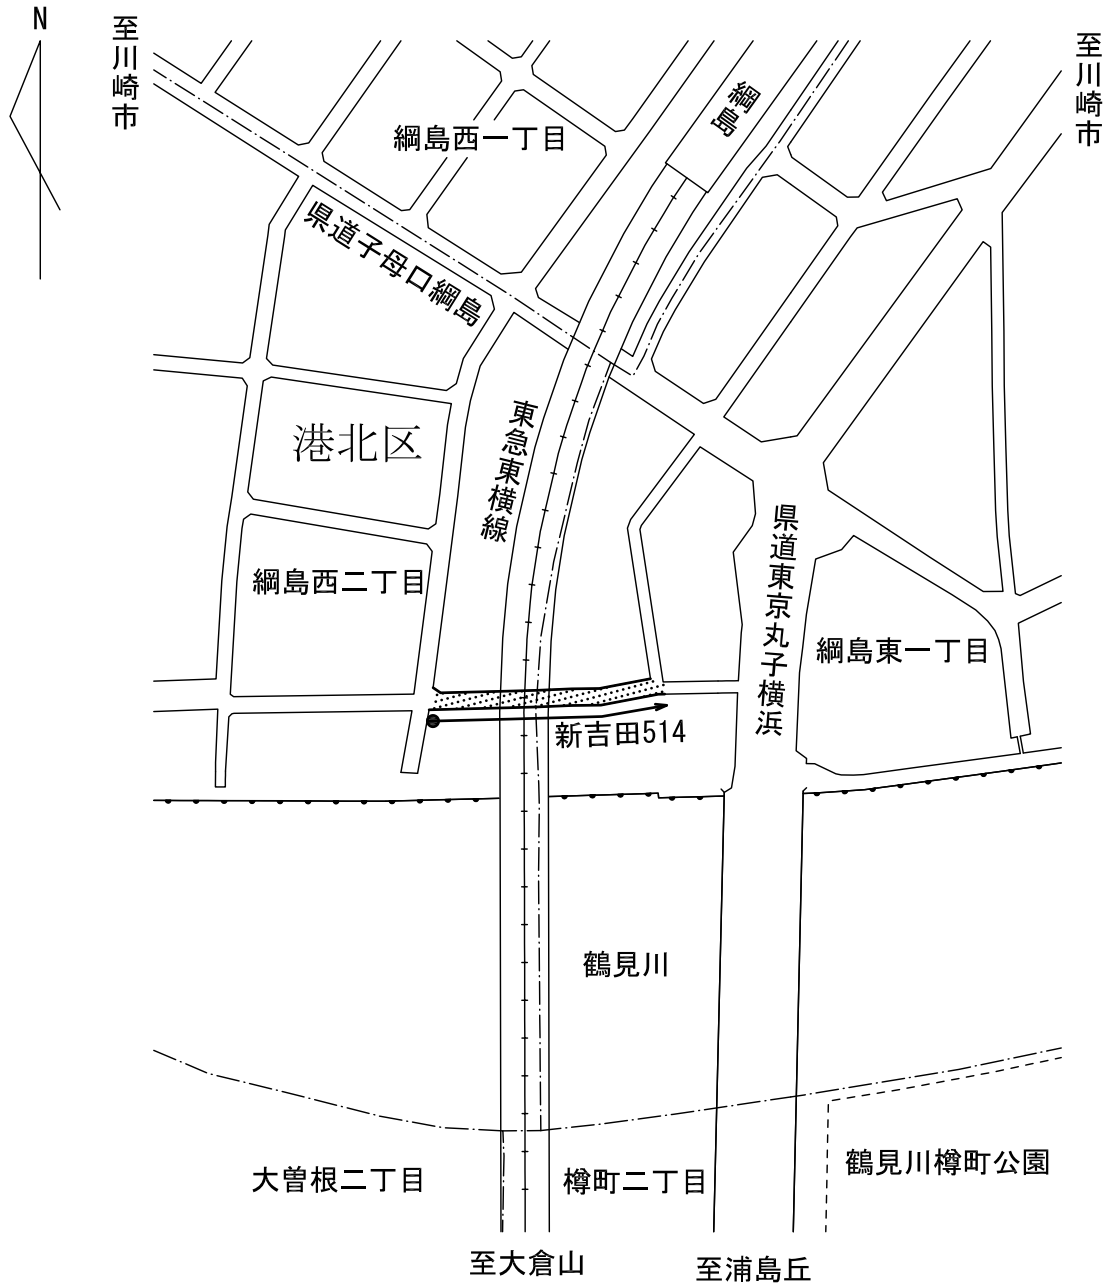 N
至川崎市
至川崎市
綱島
綱島西一丁目
県道子母口綱島
東急東横線
港北区
県道東京丸子横浜
綱島西二丁目
綱島東一丁目
新吉田514
鶴見川
大曽根二丁目
樽町二丁目
鶴見川樽町公園
至大倉山
至浦島丘